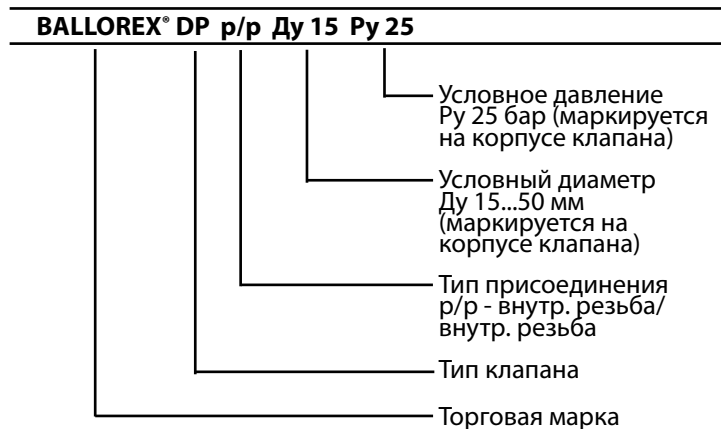 BALLOREX® DP р/р Ду 15 Ру 25
Условное давление
Ру 25 бар (маркируется
на корпусе клапана)
Условный диаметр
Ду 15...50 мм
(маркируется на
корпусе клапана)
Тип присоединения
р/р - внутр. резьба/
внутр. резьба
Тип клапана
Торговая марка